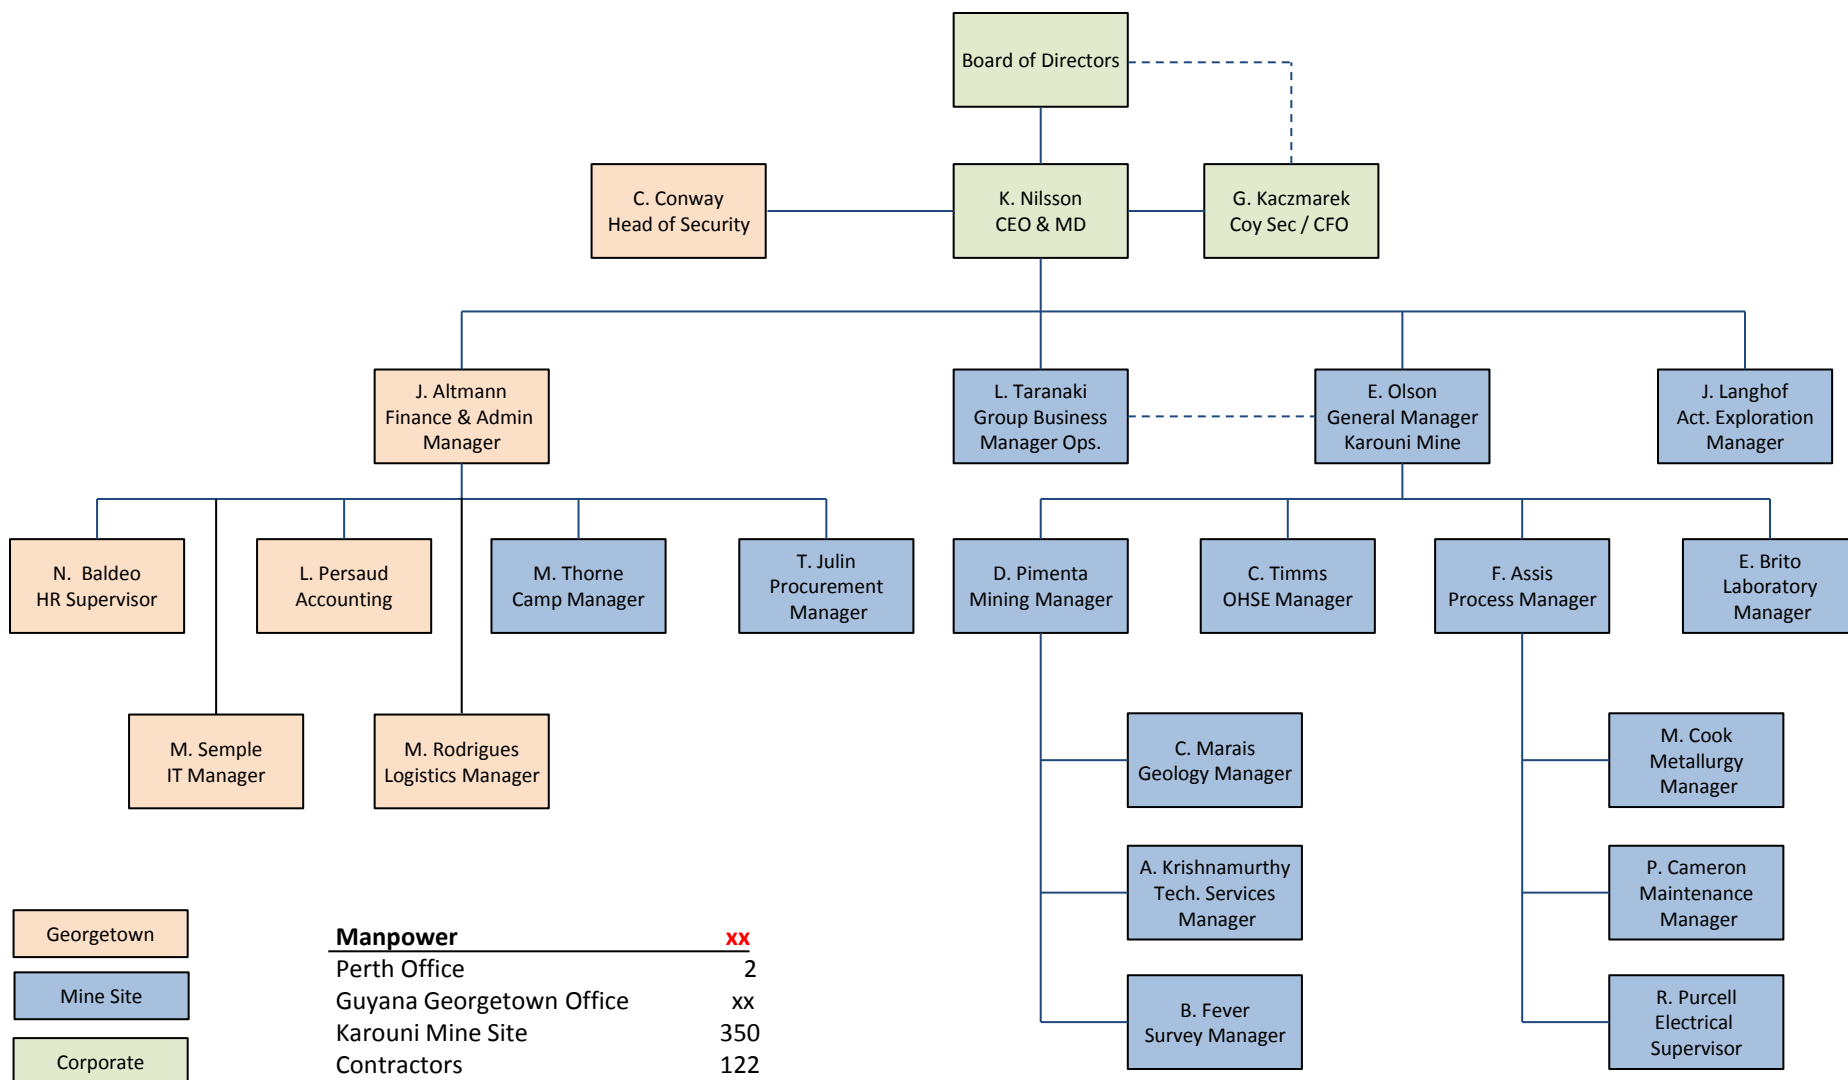 Board of Directors
C. Conway
Head of Security
K. Nilsson
CEO & MD
G. Kaczmarek
Coy Sec / CFO
J. Altmann
Finance & Admin
Manager
L. Taranaki
Group Business
Manager Ops.
E. Olson
General Manager
Karouni Mine
J. Langhof
Act. Exploration
Manager
N. Baldeo
HR Supervisor
L. Persaud
Accounting
M. Thorne
Camp Manager
T. Julin
Procurement
Manager
D. Pimenta
Mining Manager
C. Timms
OHSE Manager
F. Assis
Process Manager
E. Brito
Laboratory
Manager
M. Semple
IT Manager
M. Rodrigues
Logistics Manager
C. Marais
Geology Manager
M. Cook
Metallurgy
Manager
A. Krishnamurthy
Tech. Services
Manager
P. Cameron
Maintenance
Manager
B. Fever
Survey Manager
R. Purcell
Electrical
Supervisor
Georgetown
Mine Site
Corporate
Manpower xx
Perth Office 2
Guyana Georgetown Office xx
Karouni Mine Site 350
Contractors 122